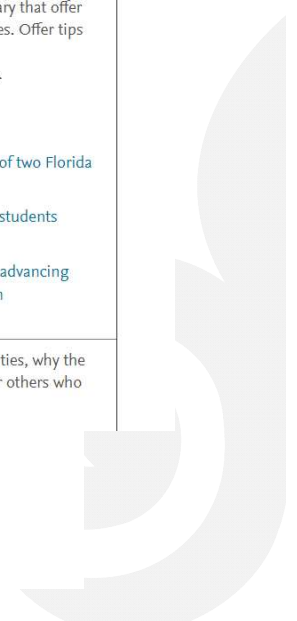 ary that offer
es. Offer tips
.
of two Florida
students
advancing
n
ties, why the
r others who